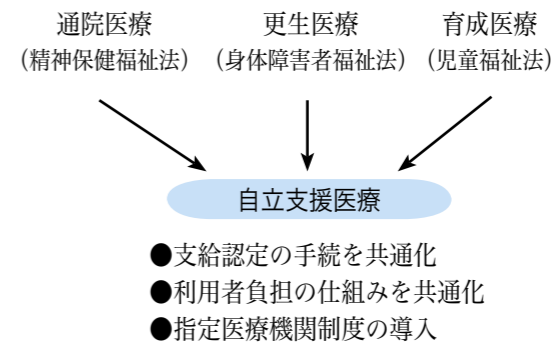 通院医療 更生医療 育成医療
（精神保健福祉法） （身体障害者福祉法） （児童福祉法）
自立支援医療
●支給認定の手続を共通化
●利用者負担の仕組みを共通化
●指定医療機関制度の導入